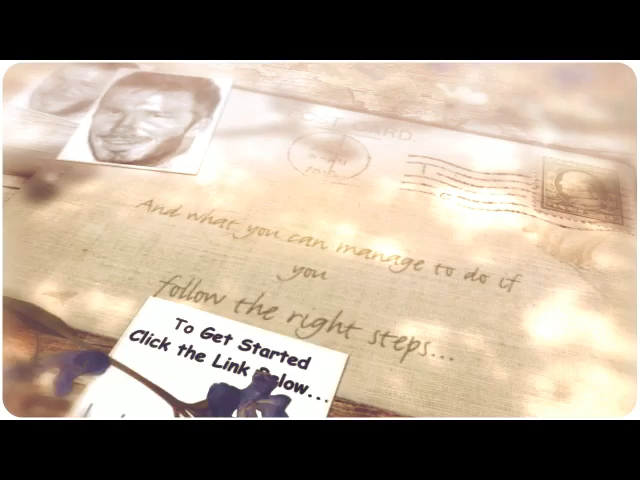 POST CARD.
And what you can manage to do if
you
follow the right steps...
To Get Started
Click the Link Below...